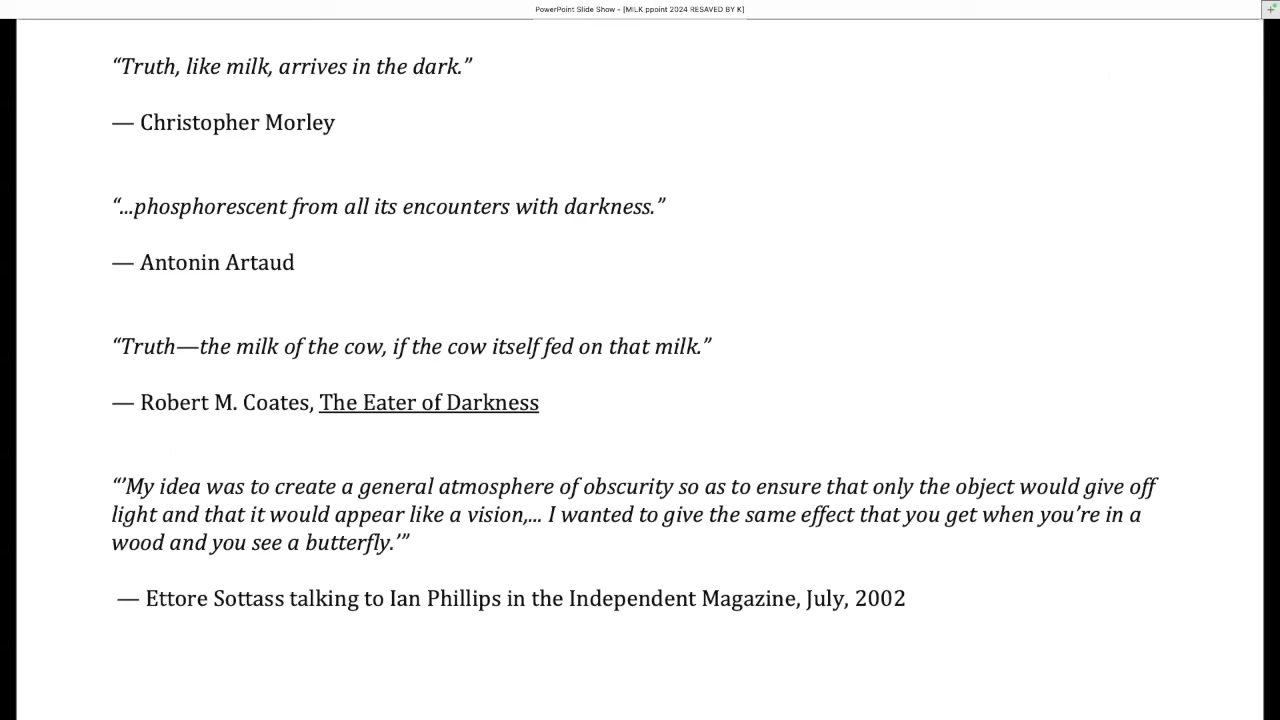 PowerPoint Slide Show - [MILK ppoint 2024 RESAVED BY K]
“Truth, like milk, arrives in the dark.”
— Christopher Morley
“...phosphorescent from all its encounters with darkness.”
— Antonin Artaud
“Truth—the milk of the cow, if the cow itself fed on that milk.”
— Robert M. Coates, The Eater of Darkness
“’My idea was to create a general atmosphere of obscurity so as to ensure that only the object would give off
light and that it would appear like a vision,... I wanted to give the same effect that you get when you’re in a
wood and you see a butterfly.’”
— Ettore Sottass talking to Ian Phillips in the Independent Magazine, July, 2002